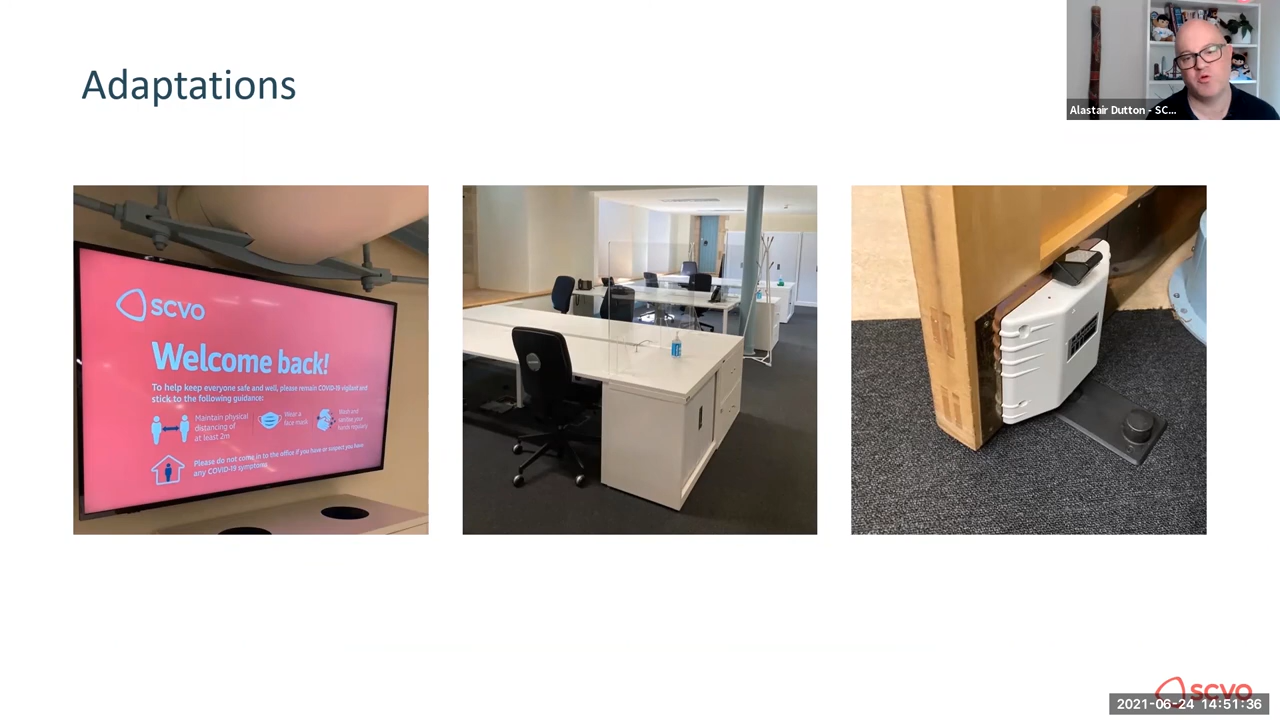 Adaptations
Alastair Dutton - SC...
scvo
Welcome back!
To help keep everyone safe and well, please remain COVID-19 vigilant and
stick to the following guidance:
Maintain physical
distancing of
at least 2m
Wear a
face mask
Wash and
sanitise your
hands regularly
Please do not come in to the office if you have or suspect you have
any COVID-19 symptoms
scvo
2021-06-24 14:51:36